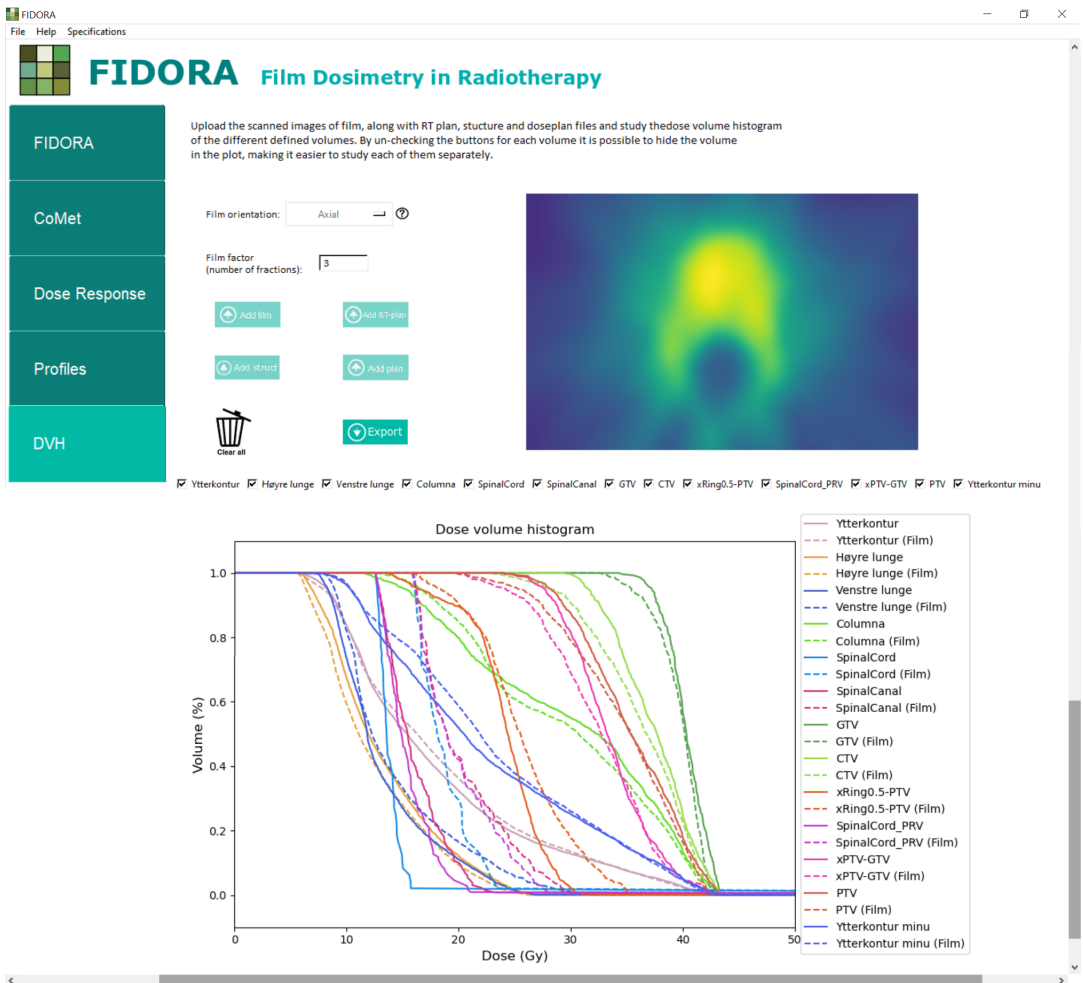 FIDORA
File Help Specifications
FIDORA Film Dosimetry in Radiotherapy
FIDORA
CoMet
Dose Response
Profiles
DVH
Upload the scanned images of film, along with RT plan, stucture and doseplan files and study thedose volume histogram
of the different defined volumes. By un-checking the buttons for each volume it is possible to hide the volume
in the plot, making it easier to study each of them separately.
Film orientation: Axial
Film factor
(number of fractions): 3
Add film Add RT-plan
Add struct Add plan
Clear all Export
Ytterkontur Høyre lunge Venstre lunge Columna SpinalCord SpinalCanal GTV CTV xRing0.5-PTV SpinalCord_PRV xPTV-GTV PTV Ytterkontur minu
Dose volume histogram
Volume (%)
1.0
0.8
0.6
0.4
0.2
0.0
0 10 20 30 40 50
Dose (Gy)
Ytterkontur
Ytterkontur (Film)
Høyre lunge
Høyre lunge (Film)
Venstre lunge
Venstre lunge (Film)
Columna
Columna (Film)
SpinalCord
SpinalCord (Film)
SpinalCanal
SpinalCanal (Film)
GTV
GTV (Film)
CTV
CTV (Film)
xRing0.5-PTV
xRing0.5-PTV (Film)
SpinalCord_PRV
SpinalCord_PRV (Film)
xPTV-GTV
xPTV-GTV (Film)
PTV
PTV (Film)
Ytterkontur minu
Ytterkontur minu (Film)